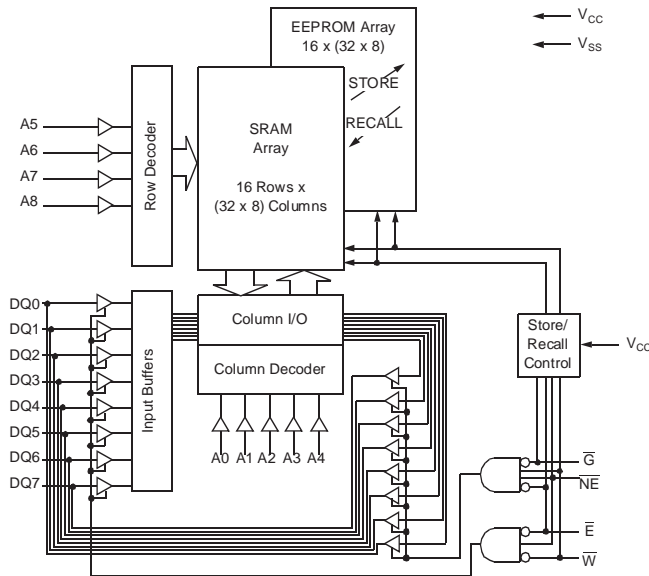 EEPROM Array
16 x (32 x 8)
V_CC
V_SS
STORE
RECALL
SRAM
Array
16 Rows x
(32 x 8) Columns
Row Decoder
A5
A6
A7
A8
DQ0
DQ1
DQ2
DQ3
DQ4
DQ5
DQ6
DQ7
Input Buffers
Column I/O
Column Decoder
A0 A1 A2 A3 A4
Store/
Recall
Control
V_CC
G̅
N̅E̅
E̅
W̅